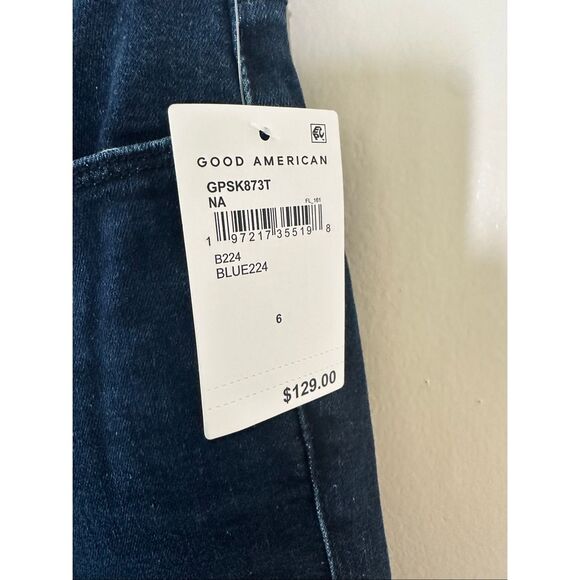 GOOD AMERICAN
GPSK873T
NA
FL_161
1 97217 35519 8
B224
BLUE224
6
$129.00